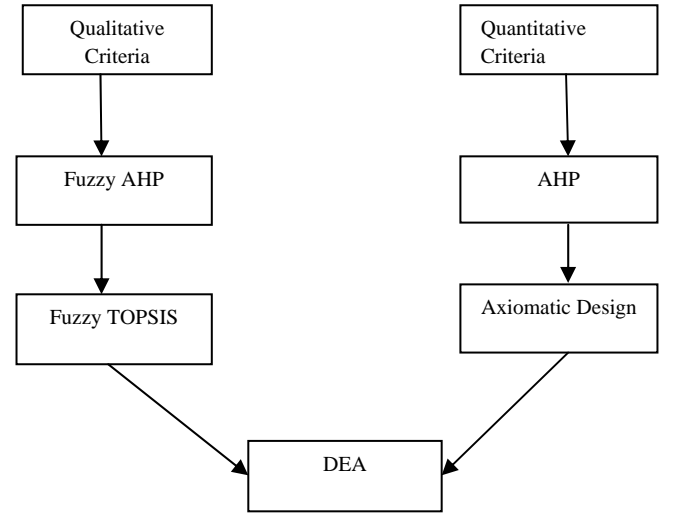 Qualitative
Criteria
Quantitative
Criteria
Fuzzy AHP
AHP
Fuzzy TOPSIS
Axiomatic Design
DEA